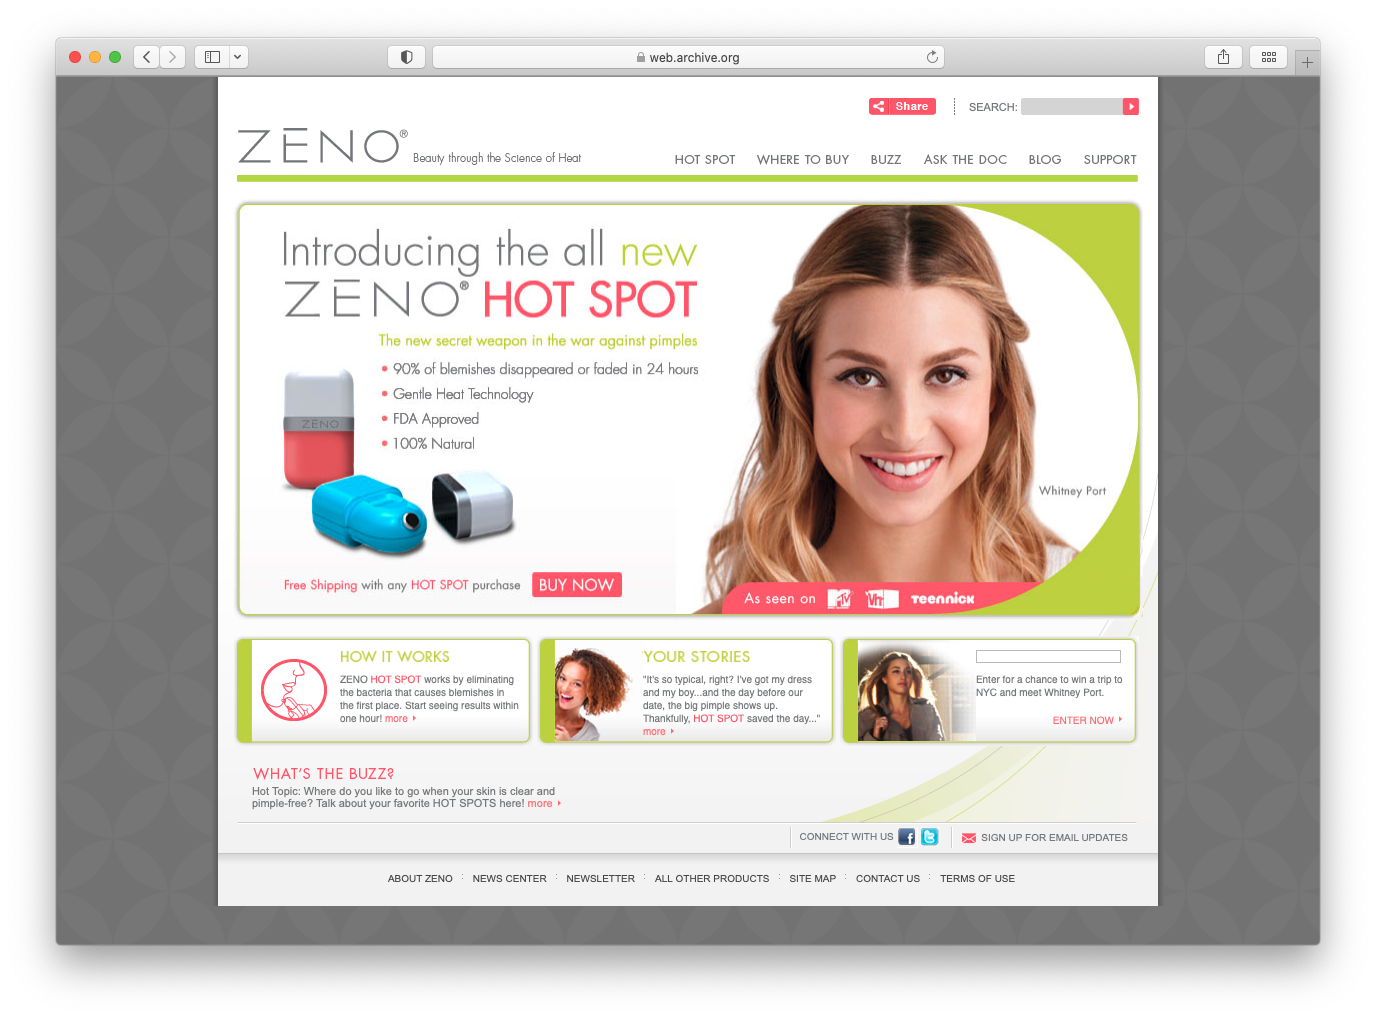 web.archive.org
Share
SEARCH:
ZENO®
Beauty through the Science of Heat
HOT SPOT WHERE TO BUY BUZZ ASK THE DOC BLOG SUPPORT
Introducing the all new
ZENO® HOT SPOT
The new secret weapon in the war against pimples
• 90% of blemishes disappeared or faded in 24 hours
• Gentle Heat Technology
• FDA Approved
• 100% Natural
ZENO
Whitney Port
Free Shipping with any HOT SPOT purchase BUY NOW
As seen on MTV VH1 TEENNICK
HOW IT WORKS
ZENO HOT SPOT works by eliminating
the bacteria that causes blemishes in
the first place. Start seeing results within
one hour! more
YOUR STORIES
"It's so typical, right? I've got my dress
and my boy...and the day before our
date, the big pimple shows up.
Thankfully, HOT SPOT saved the day..."
more
Enter for a chance to win a trip to
NYC and meet Whitney Port.
ENTER NOW
WHAT'S THE BUZZ?
Hot Topic: Where do you like to go when your skin is clear and
pimple-free? Talk about your favorite HOT SPOTS here! more
CONNECT WITH US f t SIGN UP FOR EMAIL UPDATES
ABOUT ZENO : NEWS CENTER : NEWSLETTER : ALL OTHER PRODUCTS : SITE MAP : CONTACT US : TERMS OF USE